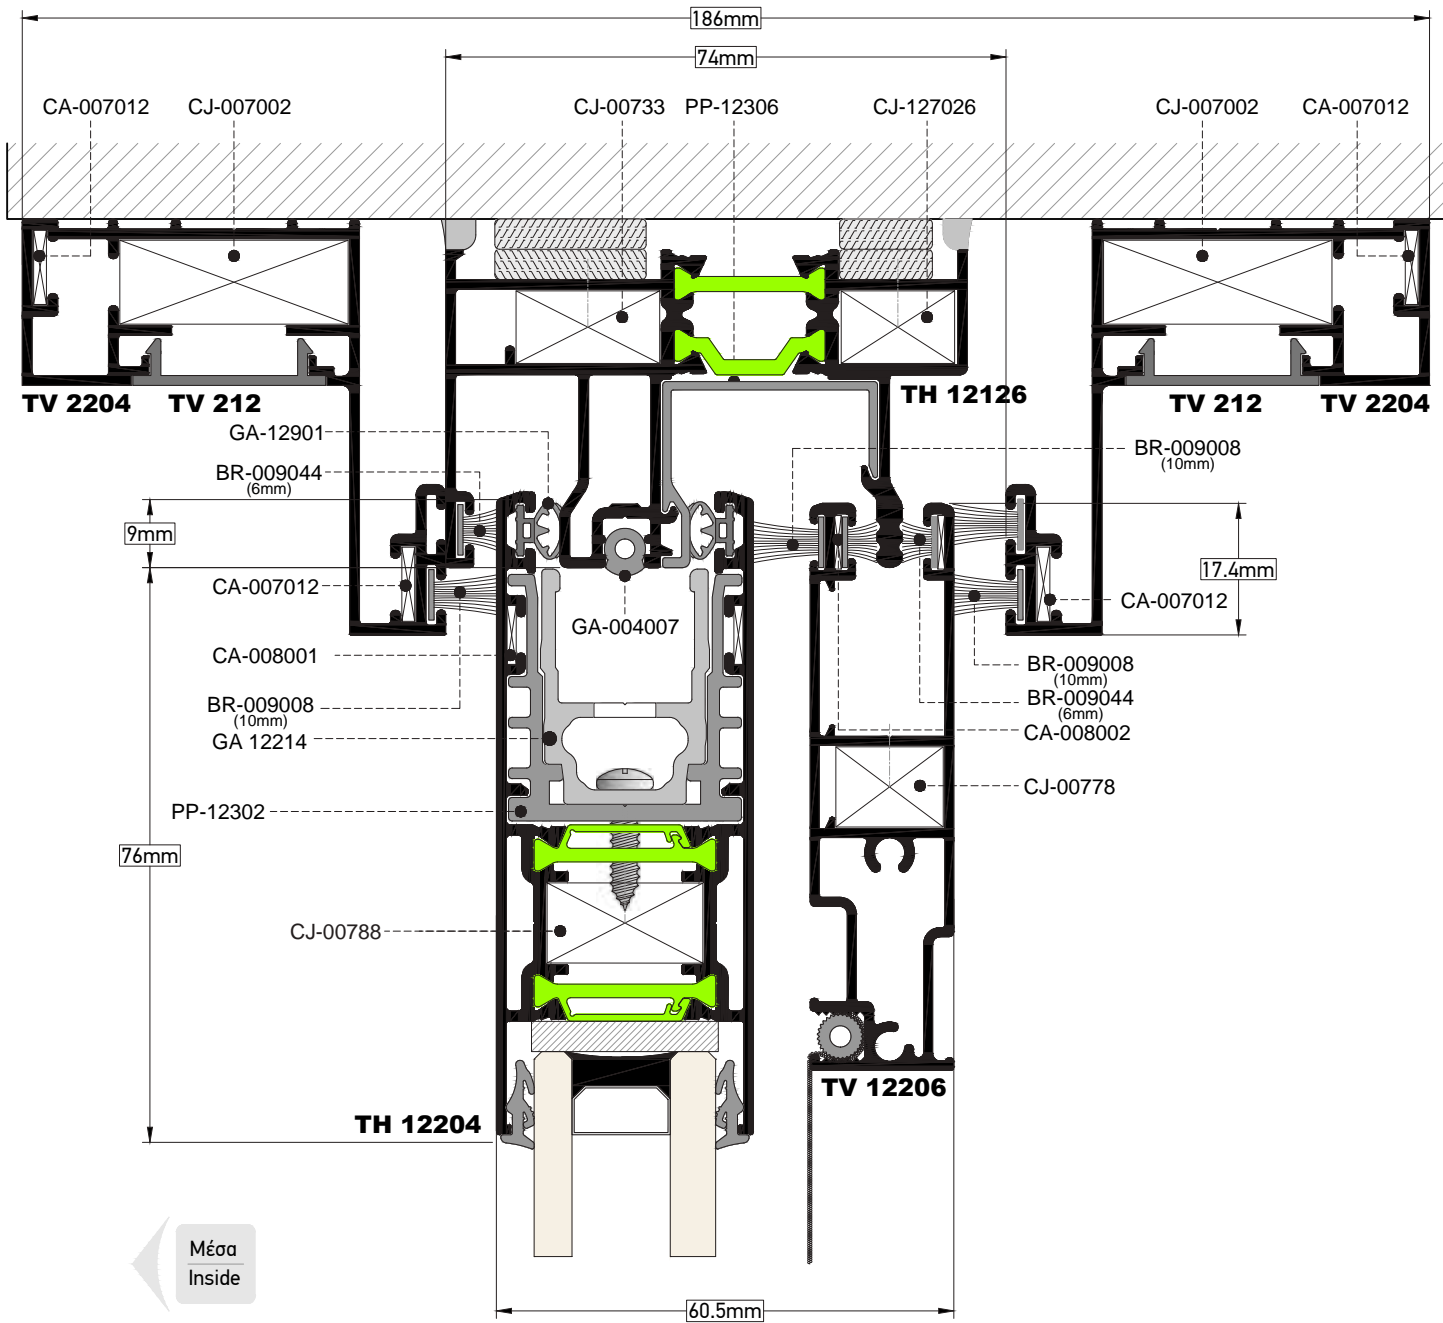 186mm
74mm
CA-007012
CJ-007002
CJ-00733
PP-12306
CJ-127026
CJ-007002
CA-007012
TV 2204
TV 212
TH 12126
TV 212
TV 2204
GA-12901
BR-009044
(6mm)
BR-009008
(10mm)
9mm
17.4mm
CA-007012
CA-007012
GA-004007
CA-008001
BR-009008
(10mm)
BR-009008
(10mm)
BR-009044
(6mm)
GA 12214
CA-008002
CJ-00778
PP-12302
76mm
CJ-00788
TV 12206
TH 12204
Μέσα
Inside
60.5mm